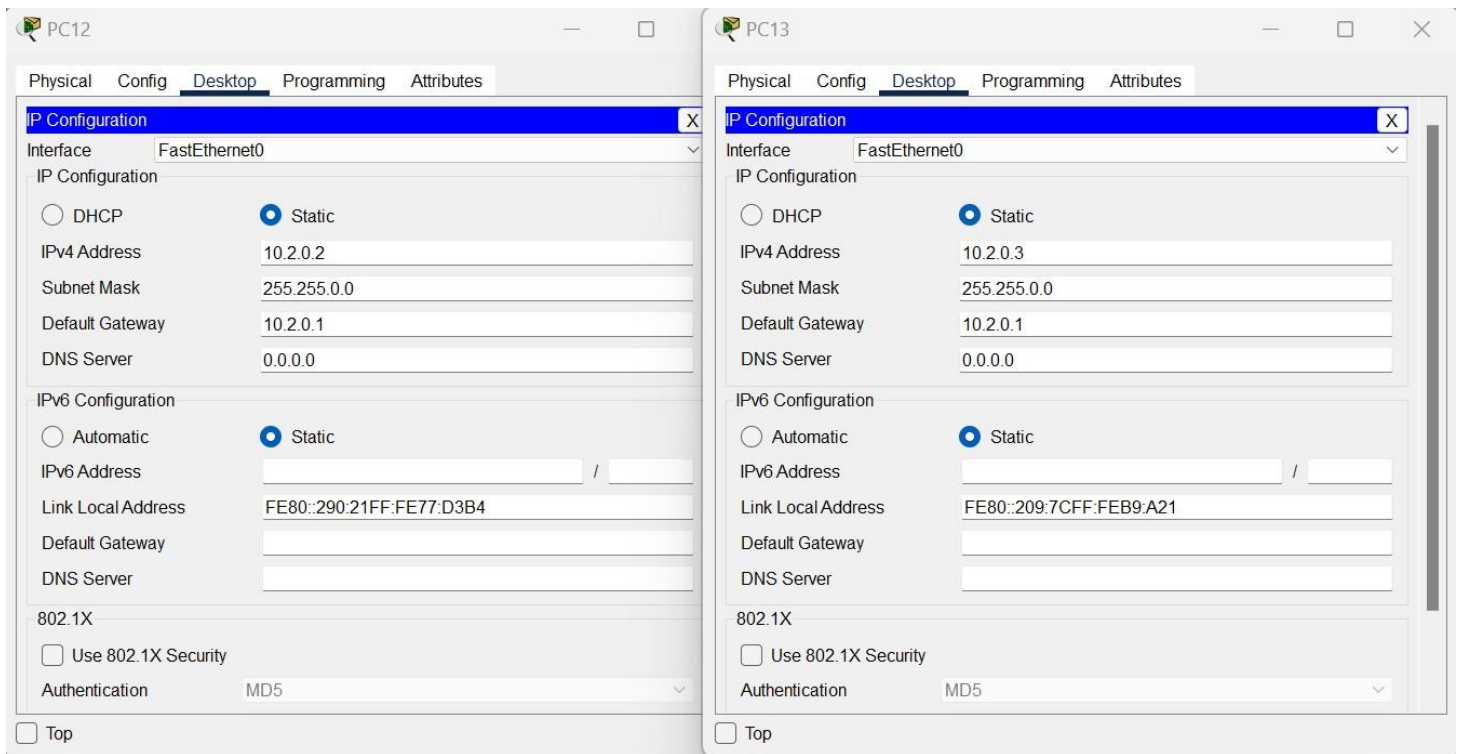 PC12
Physical Config Desktop Programming Attributes
IP Configuration X
Interface FastEthernet0
IP Configuration
DHCP Static
IPv4 Address 10.2.0.2
Subnet Mask 255.255.0.0
Default Gateway 10.2.0.1
DNS Server 0.0.0.0
IPv6 Configuration
Automatic Static
IPv6 Address /
Link Local Address FE80::290:21FF:FE77:D3B4
Default Gateway
DNS Server
802.1X
Use 802.1X Security
Authentication MD5
Top
PC13
Physical Config Desktop Programming Attributes
IP Configuration X
Interface FastEthernet0
IP Configuration
DHCP Static
IPv4 Address 10.2.0.3
Subnet Mask 255.255.0.0
Default Gateway 10.2.0.1
DNS Server 0.0.0.0
IPv6 Configuration
Automatic Static
IPv6 Address /
Link Local Address FE80::209:7CFF:FEB9:A21
Default Gateway
DNS Server
802.1X
Use 802.1X Security
Authentication MD5
Top